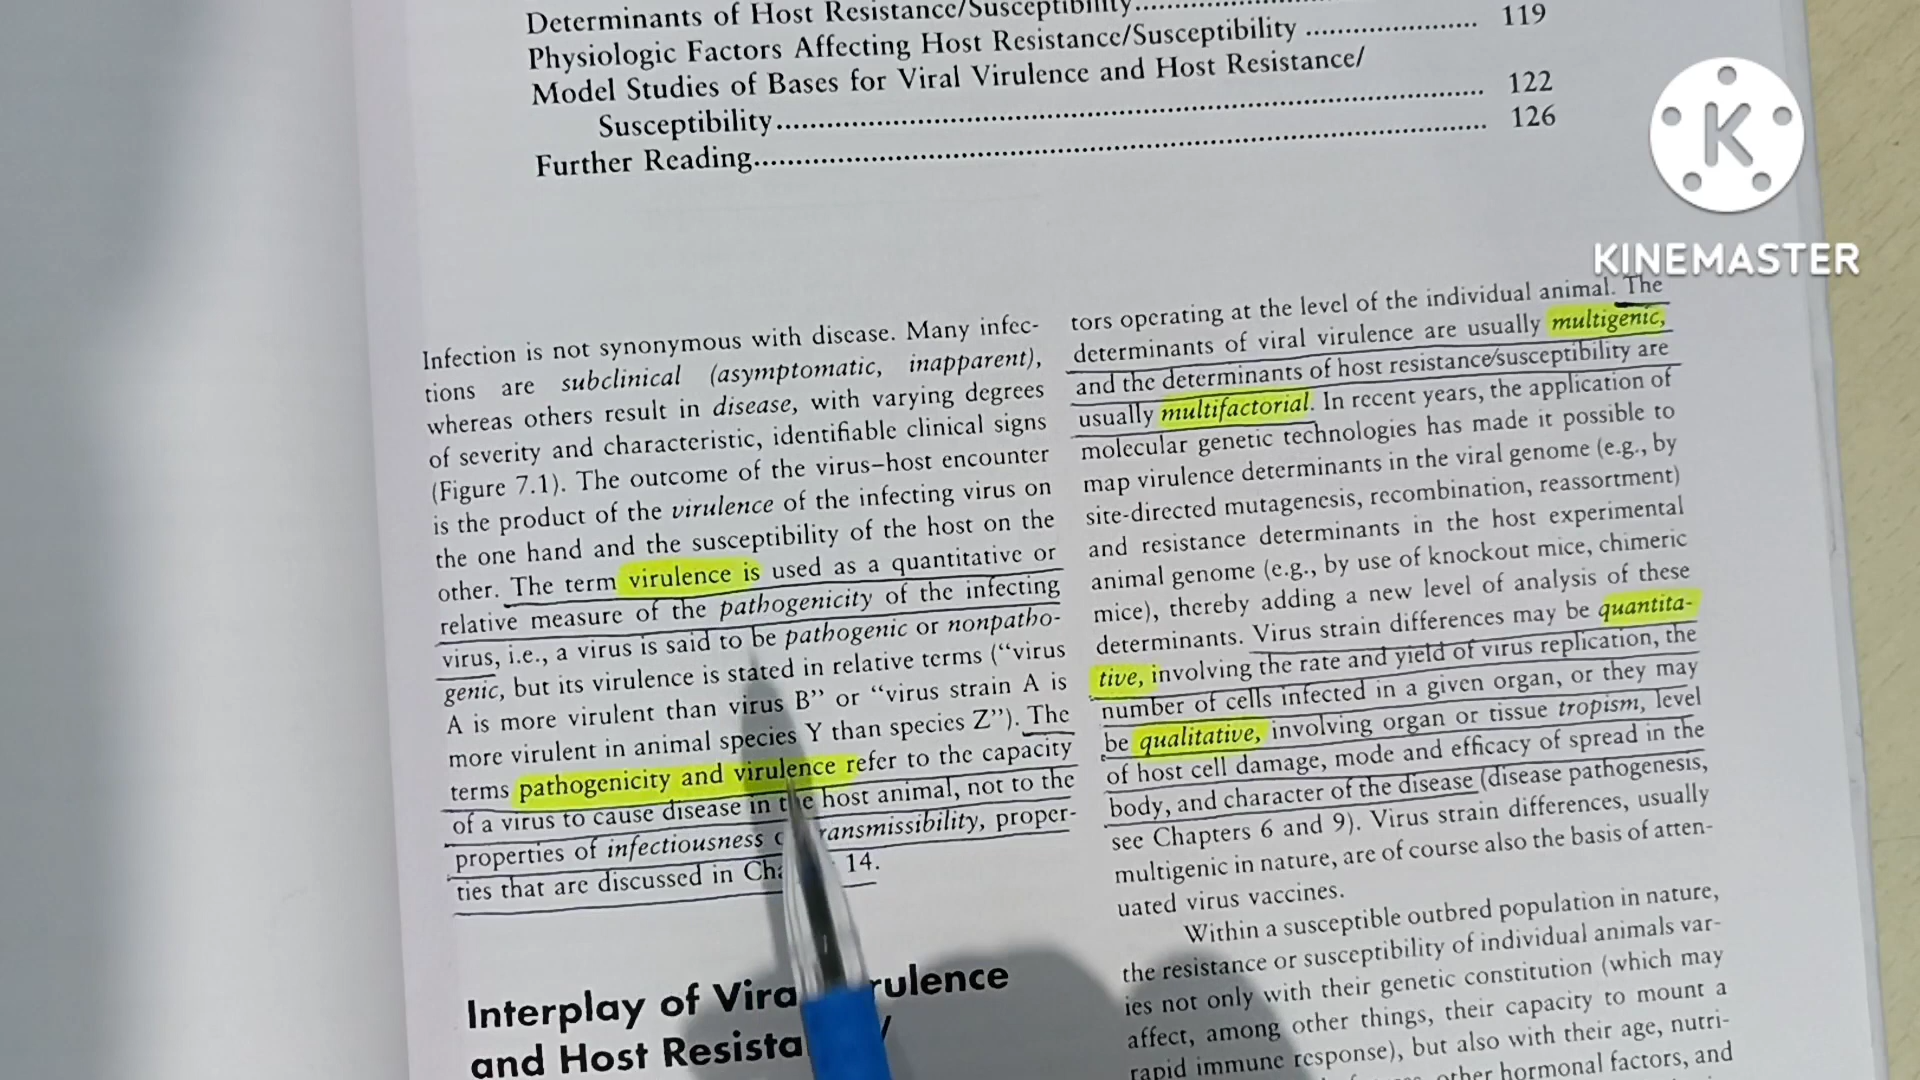 Determinants of Host Resistance/Susceptibility
Physiologic Factors Affecting Host Resistance/Susceptibility ........ 119
Model Studies of Bases for Viral Virulence and Host Resistance/
Susceptibility ........ 122
Further Reading ........ 126
K
KINEMASTER
Infection is not synonymous with disease. Many infec-
tions are subclinical (asymptomatic, inapparent),
whereas others result in disease, with varying degrees
of severity and characteristic, identifiable clinical signs
(Figure 7.1). The outcome of the virus–host encounter
is the product of the virulence of the infecting virus on
the one hand and the susceptibility of the host on the
other. The term virulence is used as a quantitative or
relative measure of the pathogenicity of the infecting
virus, i.e., a virus is said to be pathogenic or nonpatho-
genic, but its virulence is stated in relative terms (“virus
A is more virulent than virus B” or “virus strain A is
more virulent in animal species Y than species Z”). The
terms pathogenicity and virulence refer to the capacity
of a virus to cause disease in the host animal, not to the
properties of infectiousness transmissibility, proper-
ties that are discussed in 14.
Interplay of
and Host
tors operating at the level of the individual animal. The
determinants of viral virulence are usually multigenic,
and the determinants of host resistance/susceptibility are
usually multifactorial. In recent years, the application of
molecular genetic technologies has made it possible to
map virulence determinants in the viral genome (e.g., by
site-directed mutagenesis, recombination, reassortment)
and resistance determinants in the host experimental
animal genome (e.g., by use of knockout mice, chimeric
mice), thereby adding a new level of analysis of these
determinants. Virus strain differences may be quantita-
tive, involving the rate and yield of virus replication, the
number of cells infected in a given organ, or they may
be qualitative, involving organ or tissue tropism, level
of host cell damage, mode and efficacy of spread in the
body, and character of the disease (disease pathogenesis,
see Chapters 6 and 9). Virus strain differences, usually
multigenic in nature, are of course also the basis of atten-
uated virus vaccines.
Within a susceptible outbred population in nature,
the resistance or susceptibility of individual animals var-
ies not only with their genetic constitution (which may
affect, among other things, their capacity to mount a
rapid immune response), but also with their age, nutri-
other hormonal factors, and